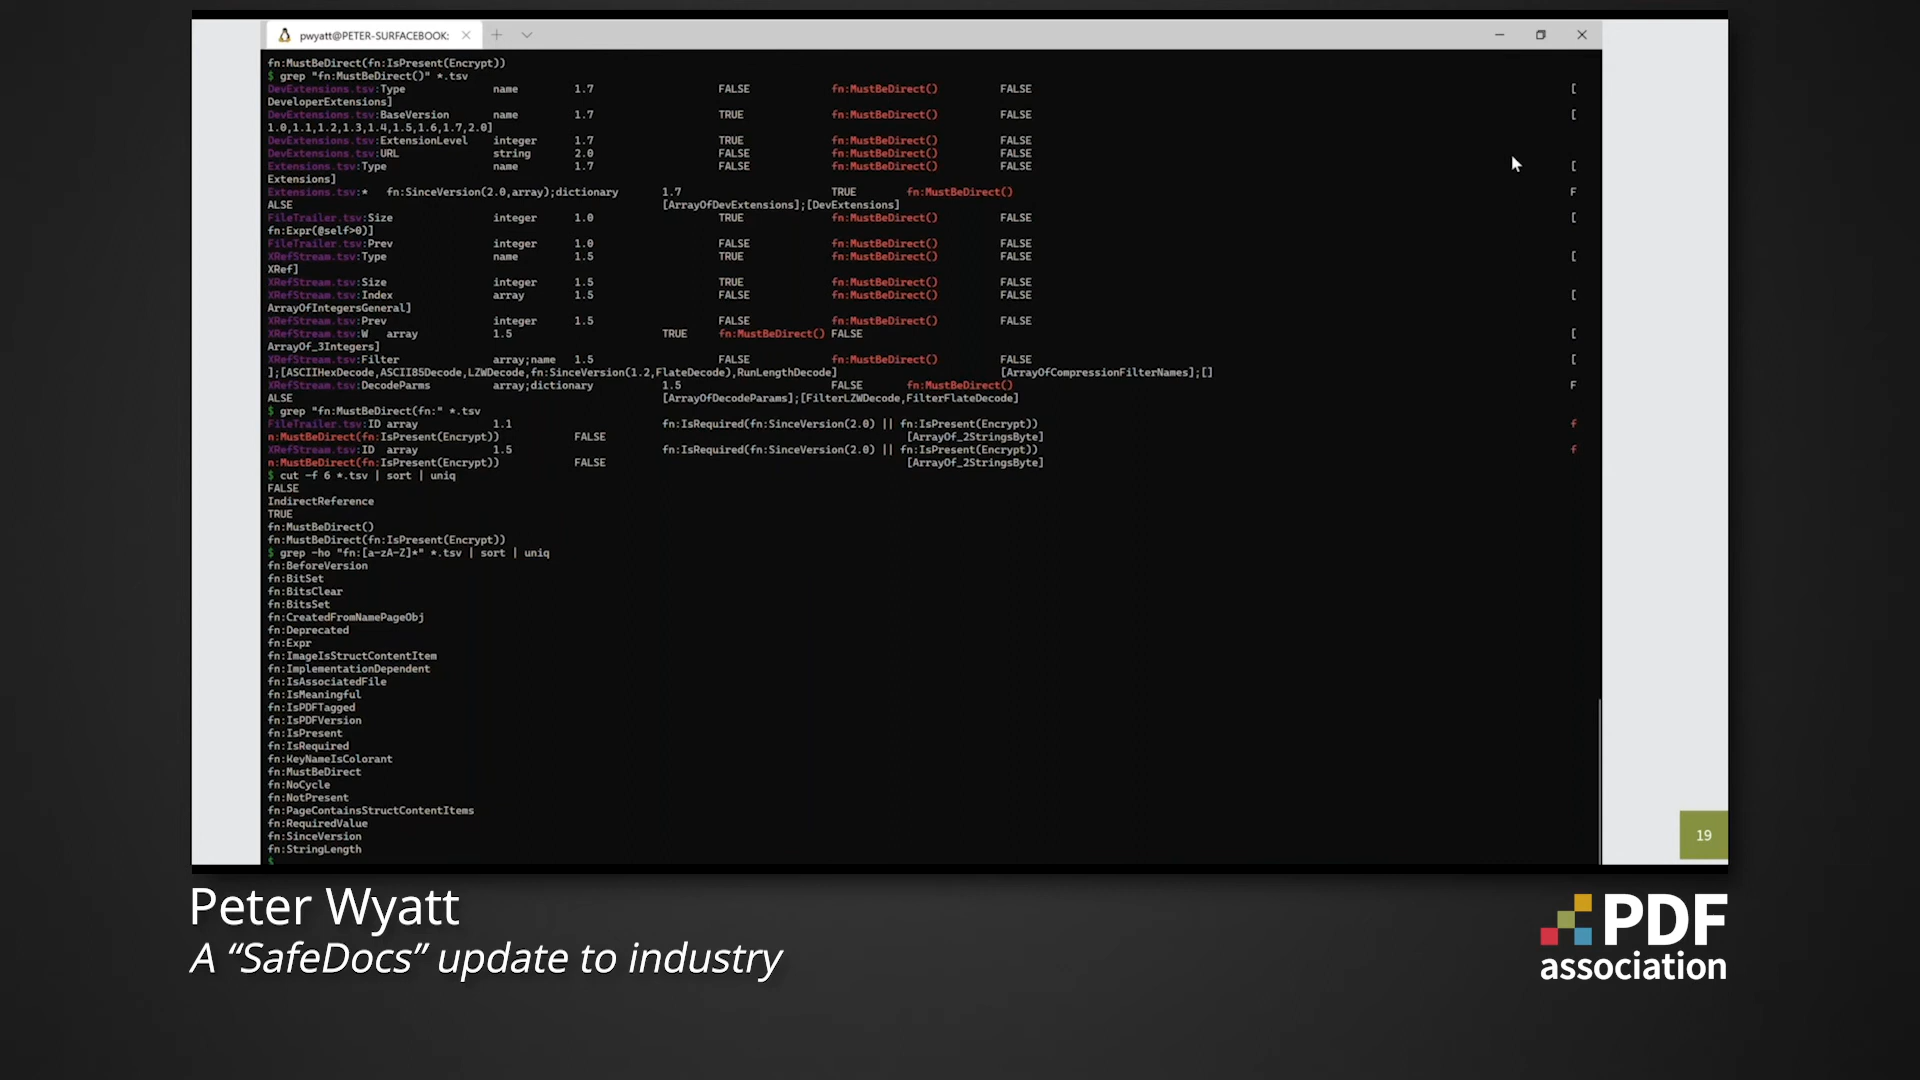 pwyatt@PETER-SURFACEBOOK:
fn:MustBeDirect(fn:IsPresent(Encrypt))
$ grep "fn:MustBeDirect()" *.tsv
DevExtensions.tsv:Type name 1.7 FALSE fn:MustBeDirect() FALSE [
DeveloperExtensions]
DevExtensions.tsv:BaseVersion name 1.7 TRUE fn:MustBeDirect() FALSE [
1.0,1.1,1.2,1.3,1.4,1.5,1.6,1.7,2.0]
DevExtensions.tsv:ExtensionLevel integer 1.7 TRUE fn:MustBeDirect() FALSE
DevExtensions.tsv:URL string 2.0 FALSE fn:MustBeDirect() FALSE
Extensions.tsv:Type name 1.7 FALSE fn:MustBeDirect() FALSE [
Extensions]
Extensions.tsv:* fn:SinceVersion(2.0,array);dictionary 1.7 TRUE fn:MustBeDirect() F
ALSE [ArrayOfDevExtensions];[DevExtensions]
FileTrailer.tsv:Size integer 1.0 TRUE fn:MustBeDirect() FALSE [
fn:Expr(@self>0)]
FileTrailer.tsv:Prev integer 1.0 FALSE fn:MustBeDirect() FALSE
XRefStream.tsv:Type name 1.5 TRUE fn:MustBeDirect() FALSE [
XRef]
XRefStream.tsv:Size integer 1.5 TRUE fn:MustBeDirect() FALSE
XRefStream.tsv:Index array 1.5 FALSE fn:MustBeDirect() FALSE [
ArrayOfIntegersGeneral]
XRefStream.tsv:Prev integer 1.5 FALSE fn:MustBeDirect() FALSE
XRefStream.tsv:W array 1.5 TRUE fn:MustBeDirect() FALSE [
ArrayOf_3Integers]
XRefStream.tsv:Filter array;name 1.5 FALSE fn:MustBeDirect() FALSE [
];[ASCIIHexDecode,ASCII85Decode,LZWDecode,fn:SinceVersion(1.2,FlateDecode),RunLengthDecode] [ArrayOfCompressionFilterNames];[]
XRefStream.tsv:DecodeParms array;dictionary 1.5 FALSE fn:MustBeDirect() F
ALSE [ArrayOfDecodeParams];[FilterLZWDecode,FilterFlateDecode]
$ grep "fn:MustBeDirect(fn:" *.tsv
FileTrailer.tsv:ID array 1.1 fn:IsRequired(fn:SinceVersion(2.0) || fn:IsPresent(Encrypt)) f
n:MustBeDirect(fn:IsPresent(Encrypt)) FALSE [ArrayOf_2StringsByte]
XRefStream.tsv:ID array 1.5 fn:IsRequired(fn:SinceVersion(2.0) || fn:IsPresent(Encrypt)) f
n:MustBeDirect(fn:IsPresent(Encrypt)) FALSE [ArrayOf_2StringsByte]
$ cut -f 6 *.tsv | sort | uniq
FALSE
IndirectReference
TRUE
fn:MustBeDirect()
fn:MustBeDirect(fn:IsPresent(Encrypt))
$ grep -ho "fn:[a-zA-Z]*" *.tsv | sort | uniq
fn:BeforeVersion
fn:BitSet
fn:BitsClear
fn:BitsSet
fn:CreatedFromNamePageObj
fn:Deprecated
fn:Expr
fn:ImageIsStructContentItem
fn:ImplementationDependent
fn:IsAssociatedFile
fn:IsMeaningful
fn:IsPDFTagged
fn:IsPDFVersion
fn:IsPresent
fn:IsRequired
fn:KeyNameIsColorant
fn:MustBeDirect
fn:NoCycle
fn:NotPresent
fn:PageContainsStructContentItems
fn:RequiredValue
fn:SinceVersion
fn:StringLength
$
19
Peter Wyatt
A “SafeDocs” update to industry
PDF
association